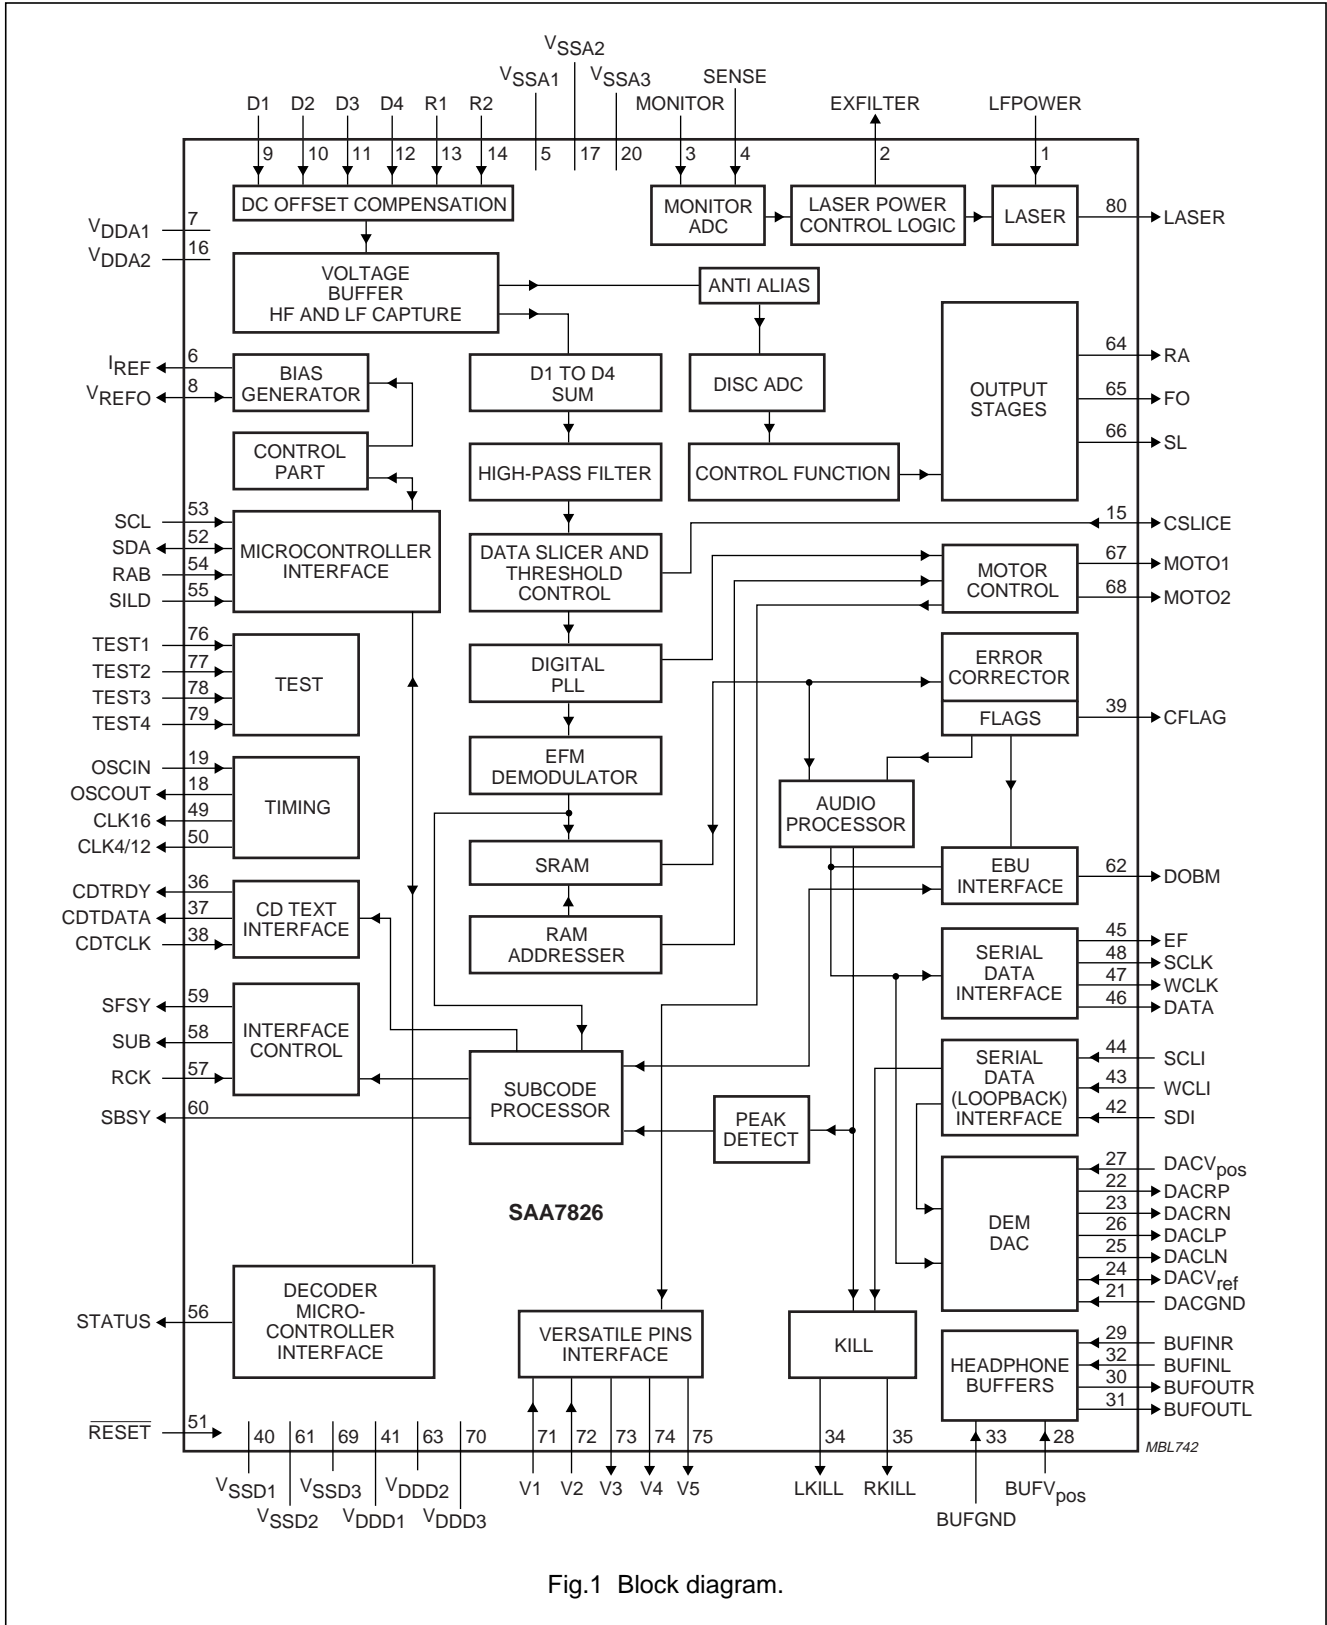 VSSA2
VSSA1 VSSA3 SENSE
D1 D2 D3 D4 R1 R2 MONITOR EXFILTER LFPOWER
9 10 11 12 13 14 5 17 20 3 4 2 1
DC OFFSET COMPENSATION
MONITOR
ADC
LASER POWER
CONTROL LOGIC
LASER
80 LASER
VDDA1 7
VDDA2 16
VOLTAGE
BUFFER
HF AND LF CAPTURE
ANTI ALIAS
IREF 6
VREFO 8
BIAS
GENERATOR
D1 TO D4
SUM
DISC ADC
OUTPUT
STAGES
64 RA
65 FO
66 SL
CONTROL
PART
HIGH-PASS FILTER
CONTROL FUNCTION
SCL 53
SDA 52
RAB 54
SILD 55
MICROCONTROLLER
INTERFACE
DATA SLICER AND
THRESHOLD
CONTROL
15 CSLICE
MOTOR
CONTROL
67 MOTO1
68 MOTO2
TEST1 76
TEST2 77
TEST3 78
TEST4 79
TEST
DIGITAL
PLL
ERROR
CORRECTOR
FLAGS
39 CFLAG
OSCIN 19
OSCOUT 18
CLK16 49
CLK4/12 50
TIMING
EFM
DEMODULATOR
AUDIO
PROCESSOR
SRAM
EBU
INTERFACE
62 DOBM
CDTRDY 36
CDTDATA 37
CDTCLK 38
CD TEXT
INTERFACE
RAM
ADDRESSER
SERIAL
DATA
INTERFACE
45 EF
48 SCLK
47 WCLK
46 DATA
SFSY 59
SUB 58
RCK 57
SBSY 60
INTERFACE
CONTROL
SUBCODE
PROCESSOR
PEAK
DETECT
SERIAL
DATA
(LOOPBACK)
INTERFACE
44 SCLI
43 WCLI
42 SDI
SAA7826
DEM
DAC
27 DACVpos
22 DACRP
23 DACRN
26 DACLP
25 DACLN
24 DACVref
21 DACGND
STATUS 56
DECODER
MICRO-
CONTROLLER
INTERFACE
VERSATILE PINS
INTERFACE
KILL
HEADPHONE
BUFFERS
29 BUFINR
32 BUFINL
30 BUFOUTR
31 BUFOUTL
RESET 51
40 61 69 41 63 70 71 72 73 74 75 34 35 33 28
MBL742
VSSD1 VSSD3 VDDD2 V1 V2 V3 V4 V5 LKILL RKILL BUFVpos
VSSD2 VDDD1 VDDD3 BUFGND
Fig.1 Block diagram.